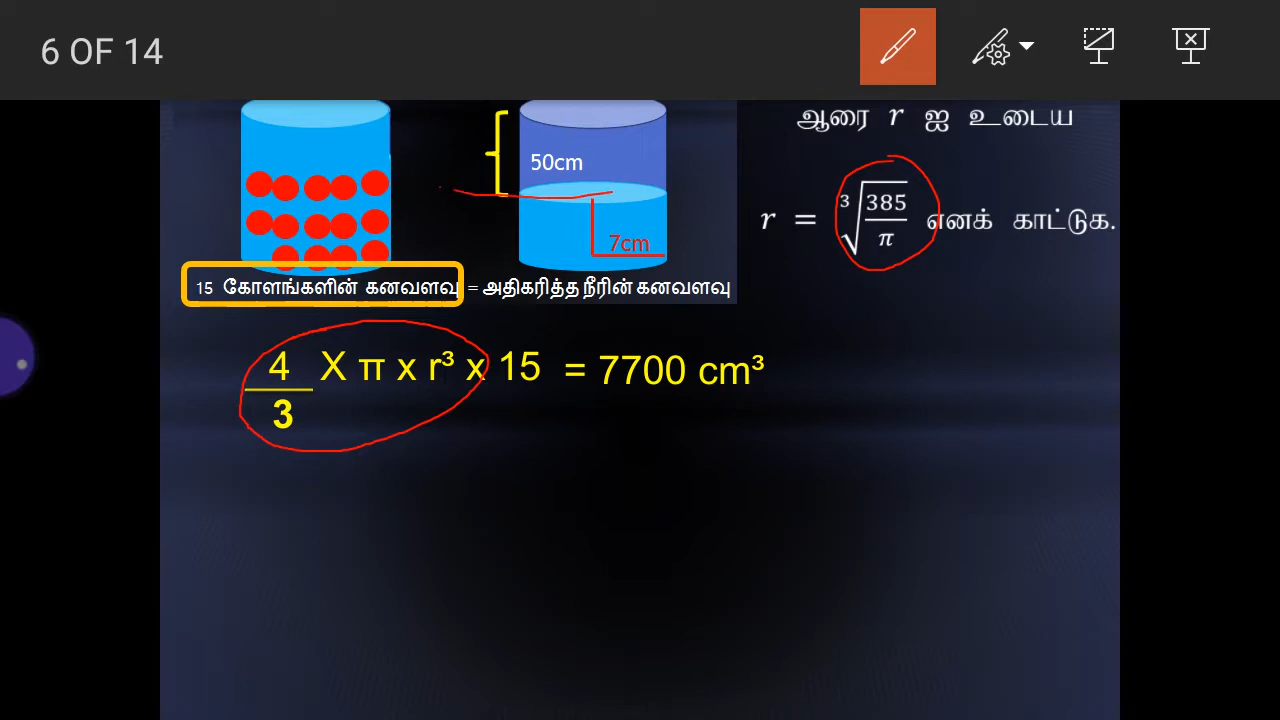 6 OF 14
50cm
7cm
ஆரை r ஐ உடைய
r = ³√385/π எனக் காட்டுக.
15 கோளங்களின் கனவளவு = அதிகரித்த நீரின் கனவளவு
4/3 X π x r³ x 15 = 7700 cm³